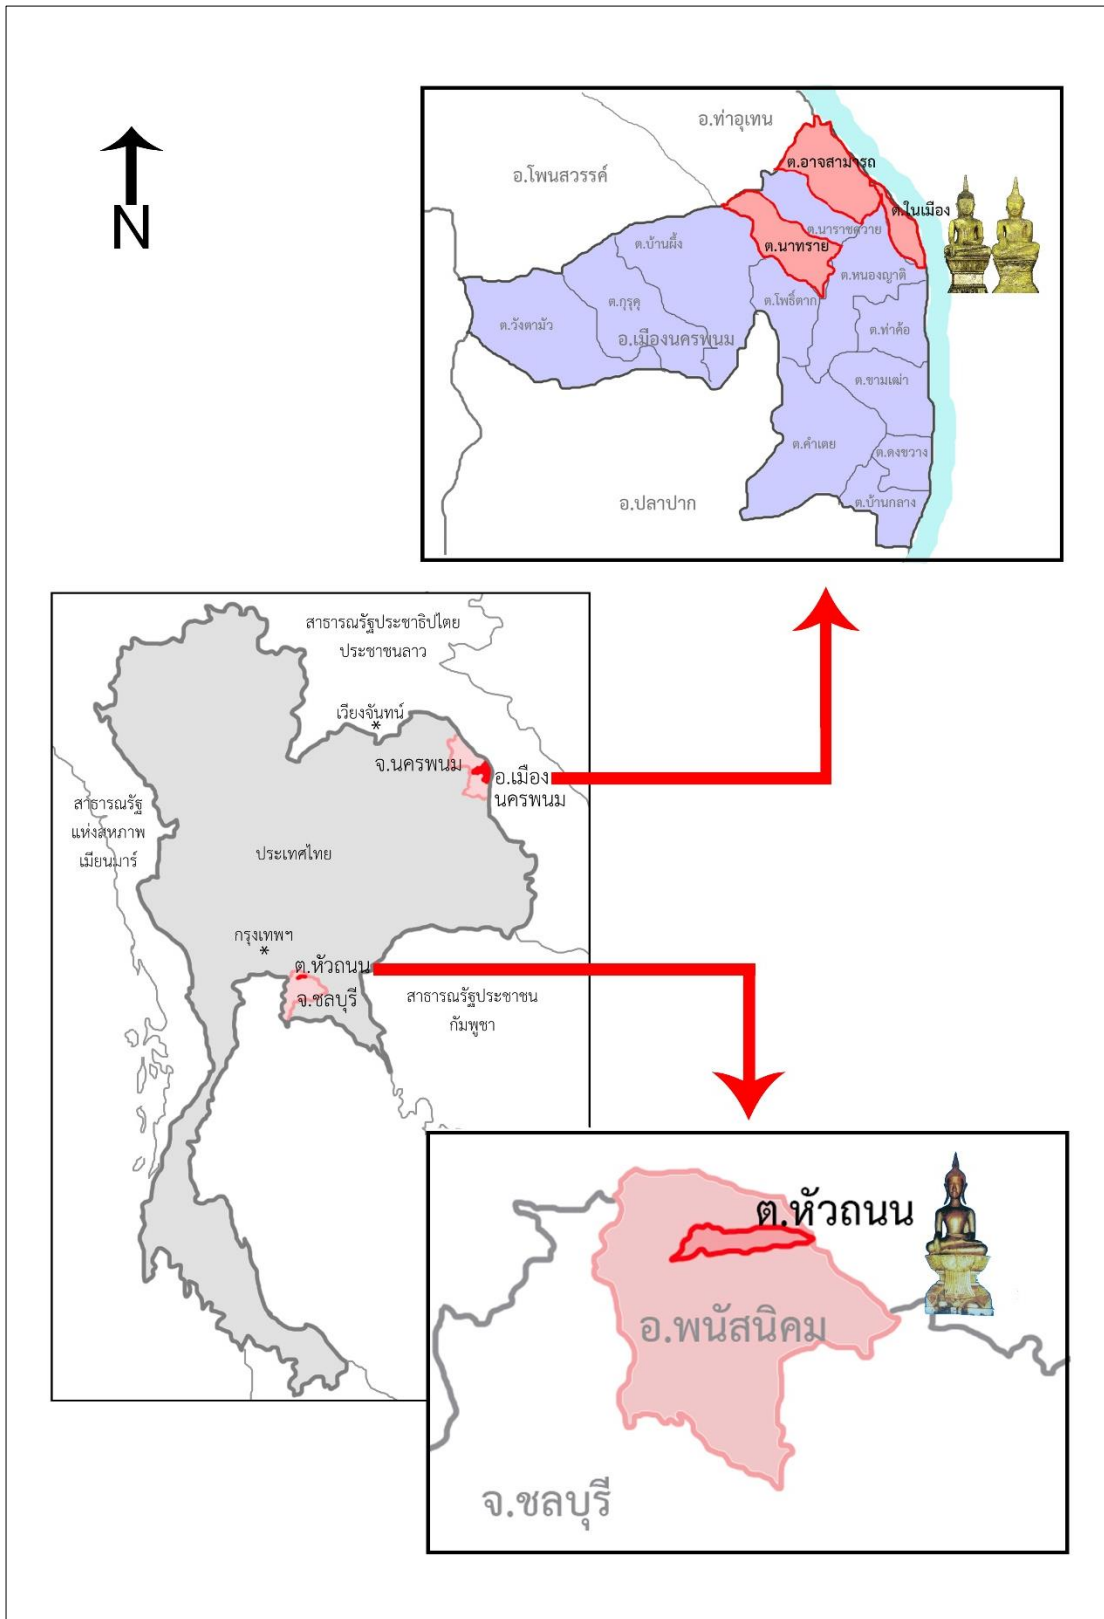 N
อ.ท่าอุเทน
อ.โพนสวรรค์
ต.อาจสามารถ
ต.ในเมือง
ต.นาราชควาย
ต.นาทราย
ต.บ้านผึ้ง
ต.หนองญาติ
ต.กุรุคุ
ต.โพธิ์ตาก
ต.วังตามัว
อ.เมืองนครพนม
ต.ท่าค้อ
ต.ขามเฒ่า
ต.คำเตย
ต.ดงขวาง
ต.บ้านกลาง
อ.ปลาปาก
สาธารณรัฐประชาธิปไตย
ประชาชนลาว
เวียงจันทน์
*
จ.นครพนม
อ.เมือง
นครพนม
สาธารณรัฐ
แห่งสหภาพ
เมียนมาร์
ประเทศไทย
กรุงเทพฯ
*
ต.หัวถนน
จ.ชลบุรี
สาธารณรัฐประชาชน
กัมพูชา
ต.หัวถนน
อ.พนัสนิคม
จ.ชลบุรี